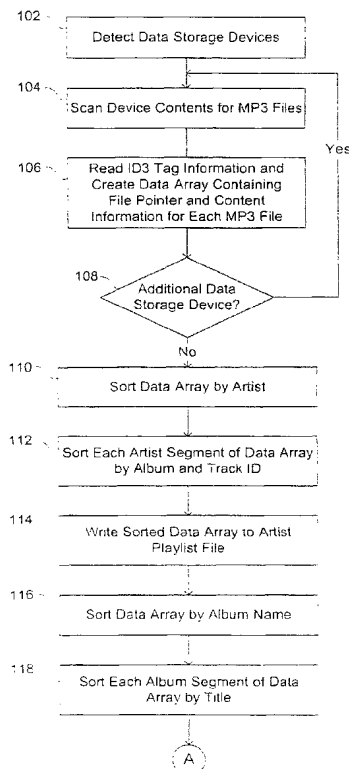 102
Detect Data Storage Devices
104
Scan Device Contents for MP3 Files
Yes
106
Read ID3 Tag Information and
Create Data Array Containing
File Pointer and Content
Information for Each MP3 File
108
Additional Data
Storage Device?
No
110
Sort Data Array by Artist
112
Sort Each Artist Segment of Data Array
by Album and Track ID
114
Write Sorted Data Array to Artist
Playlist File
116
Sort Data Array by Album Name
118
Sort Each Album Segment of Data
Array by Title
A